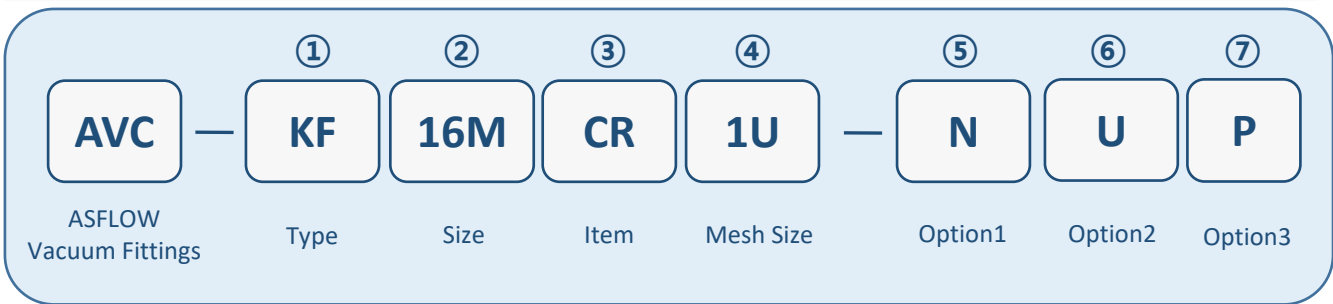 ① ② ③ ④ ⑤ ⑥ ⑦
AVC — KF 16M CR 1U — N U P
ASFLOW
Vacuum Fittings
Type Size Item Mesh Size Option1 Option2 Option3